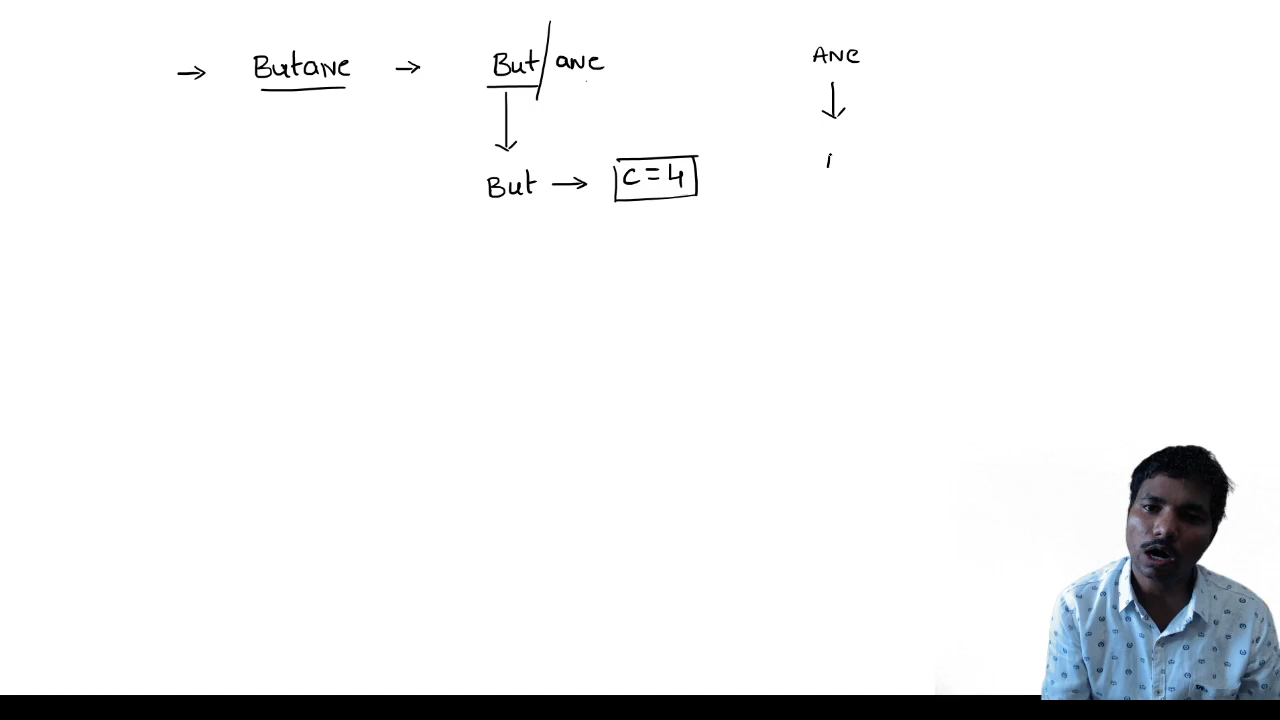 → Butane → But/ane
ANE
↓
↓
But → C=4